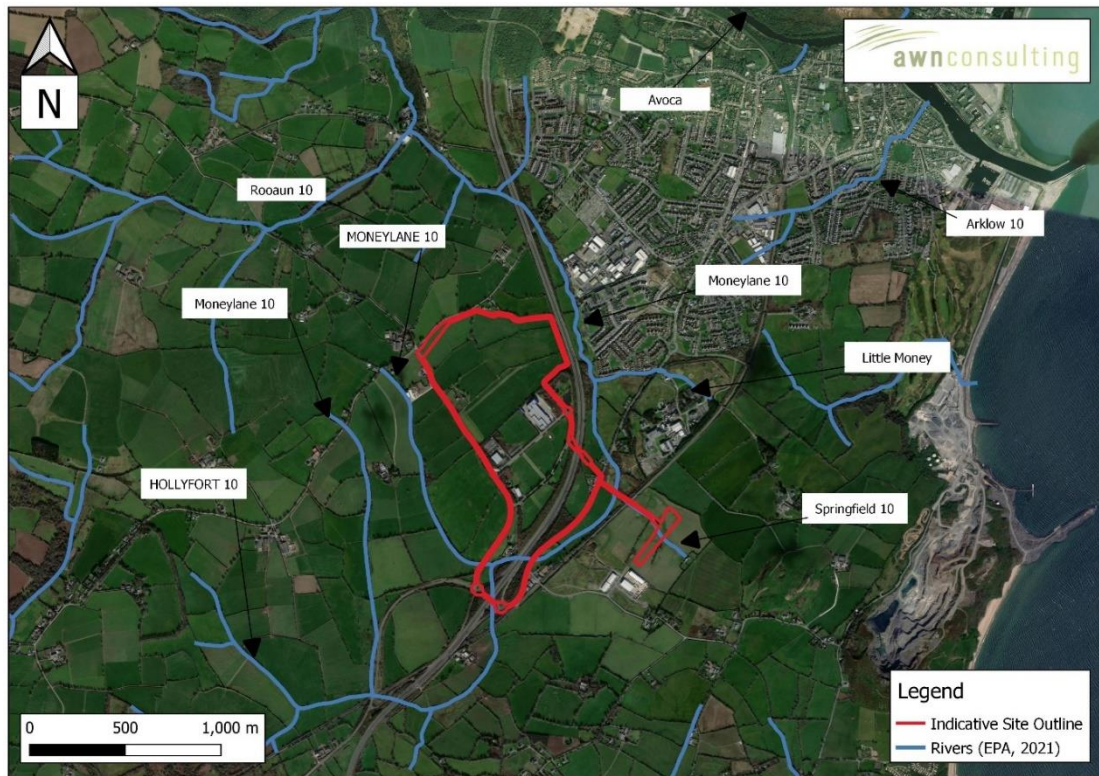 awnconsulting
N
Avoca
Rooaun 10
MONEYLANE 10
Arklow 10
Moneylane 10
Moneylane 10
Little Money
HOLLYFORT 10
Springfield 10
Legend
Indicative Site Outline
Rivers (EPA, 2021)
0 500 1,000 m